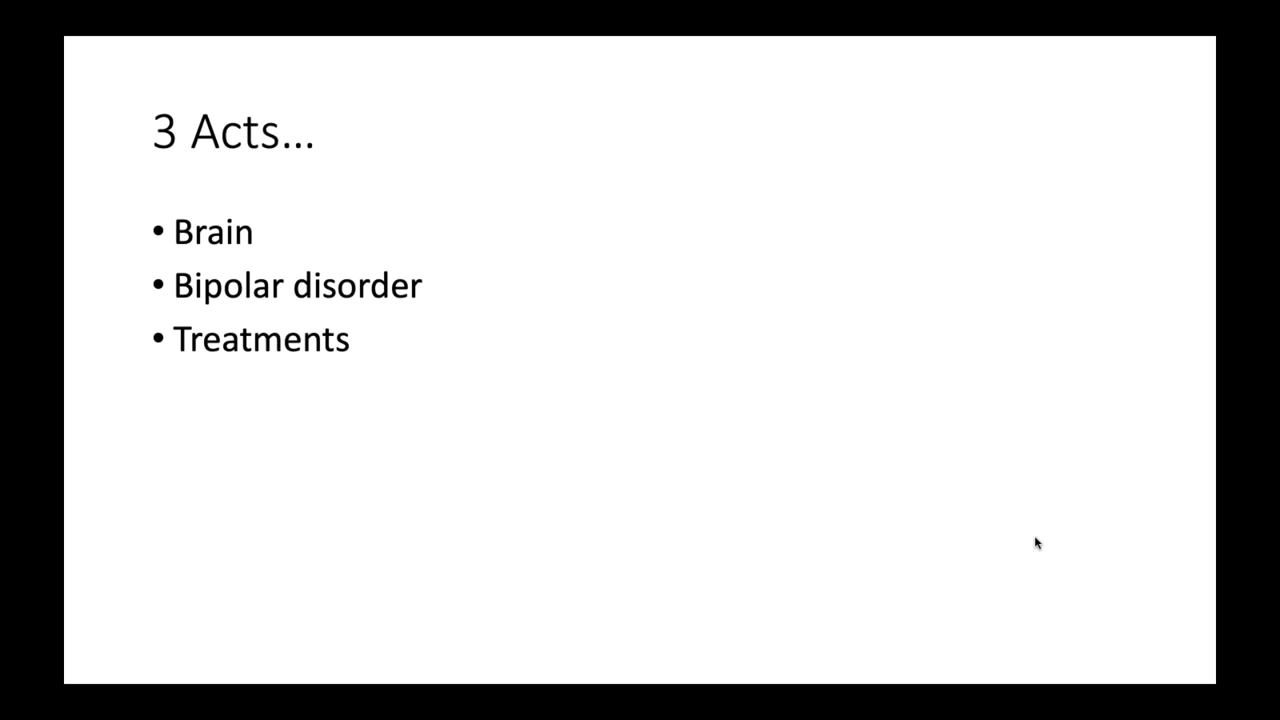 3 Acts...
• Brain
• Bipolar disorder
• Treatments